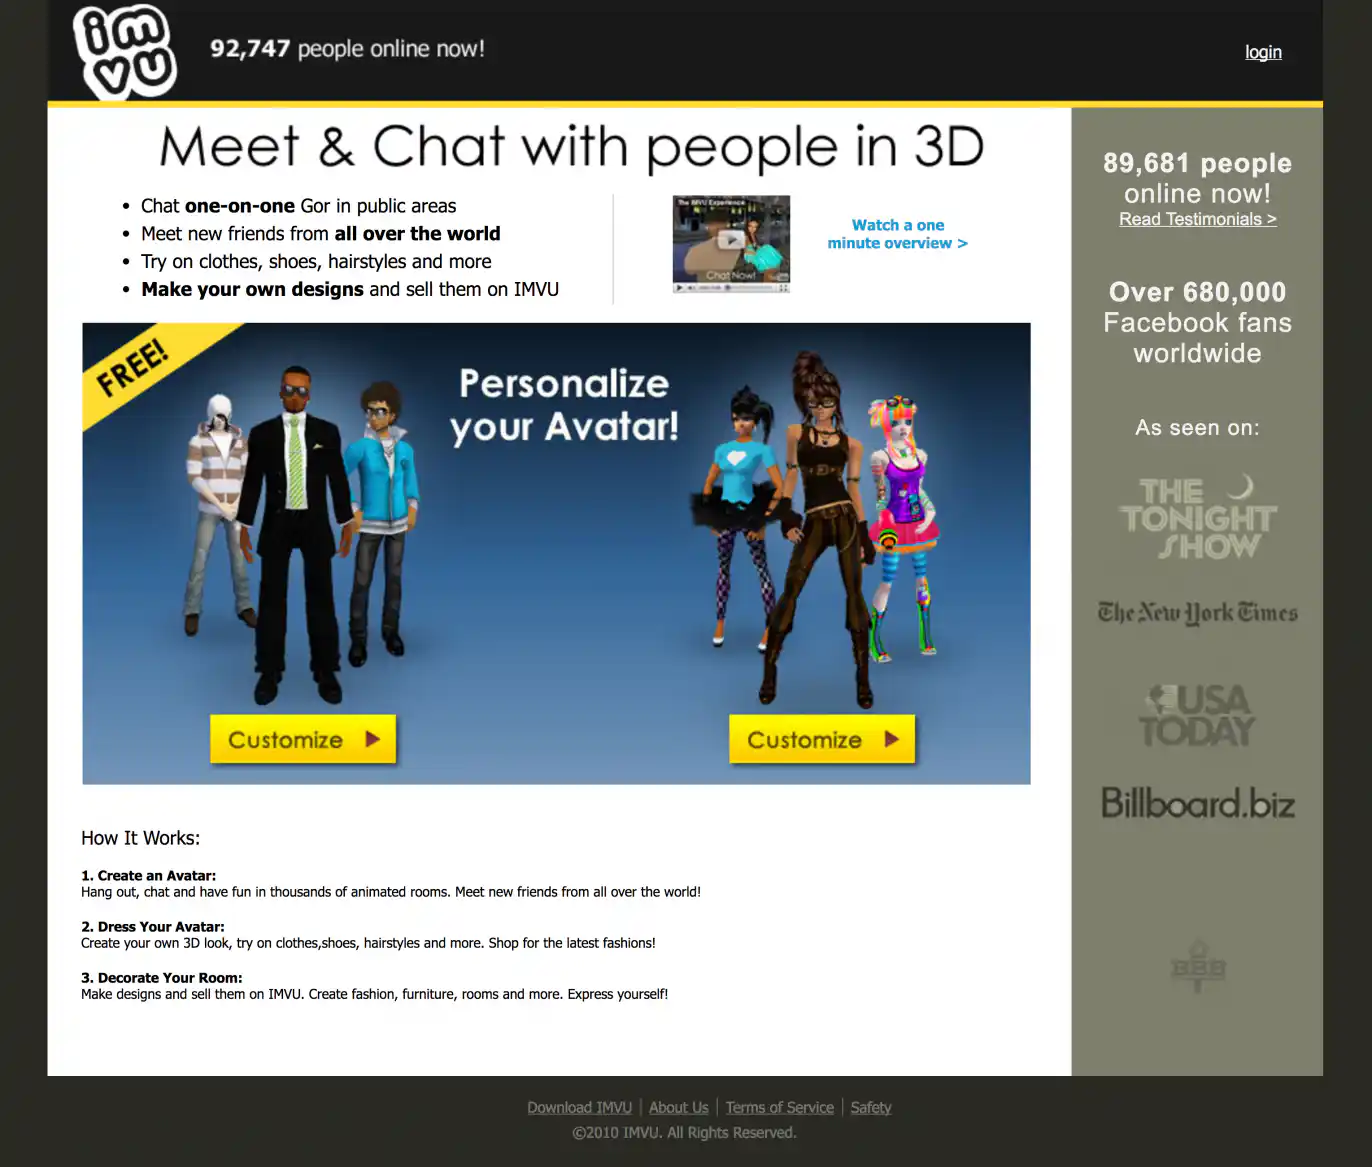 imvu
92,747 people online now!
login
Meet & Chat with people in 3D
• Chat one-on-one Gor in public areas
• Meet new friends from all over the world
• Try on clothes, shoes, hairstyles and more
• Make your own designs and sell them on IMVU
The IMVU Experience
Chat Now!
Watch a one
minute overview >
FREE!
Personalize
your Avatar!
Customize
Customize
How It Works:
1. Create an Avatar:
Hang out, chat and have fun in thousands of animated rooms. Meet new friends from all over the world!
2. Dress Your Avatar:
Create your own 3D look, try on clothes,shoes, hairstyles and more. Shop for the latest fashions!
3. Decorate Your Room:
Make designs and sell them on IMVU. Create fashion, furniture, rooms and more. Express yourself!
89,681 people
online now!
Read Testimonials >
Over 680,000
Facebook fans
worldwide
As seen on:
THE
TONIGHT
SHOW
The New York Times
USA
TODAY
Billboard.biz
BBB
Download IMVU | About Us | Terms of Service | Safety
©2010 IMVU. All Rights Reserved.